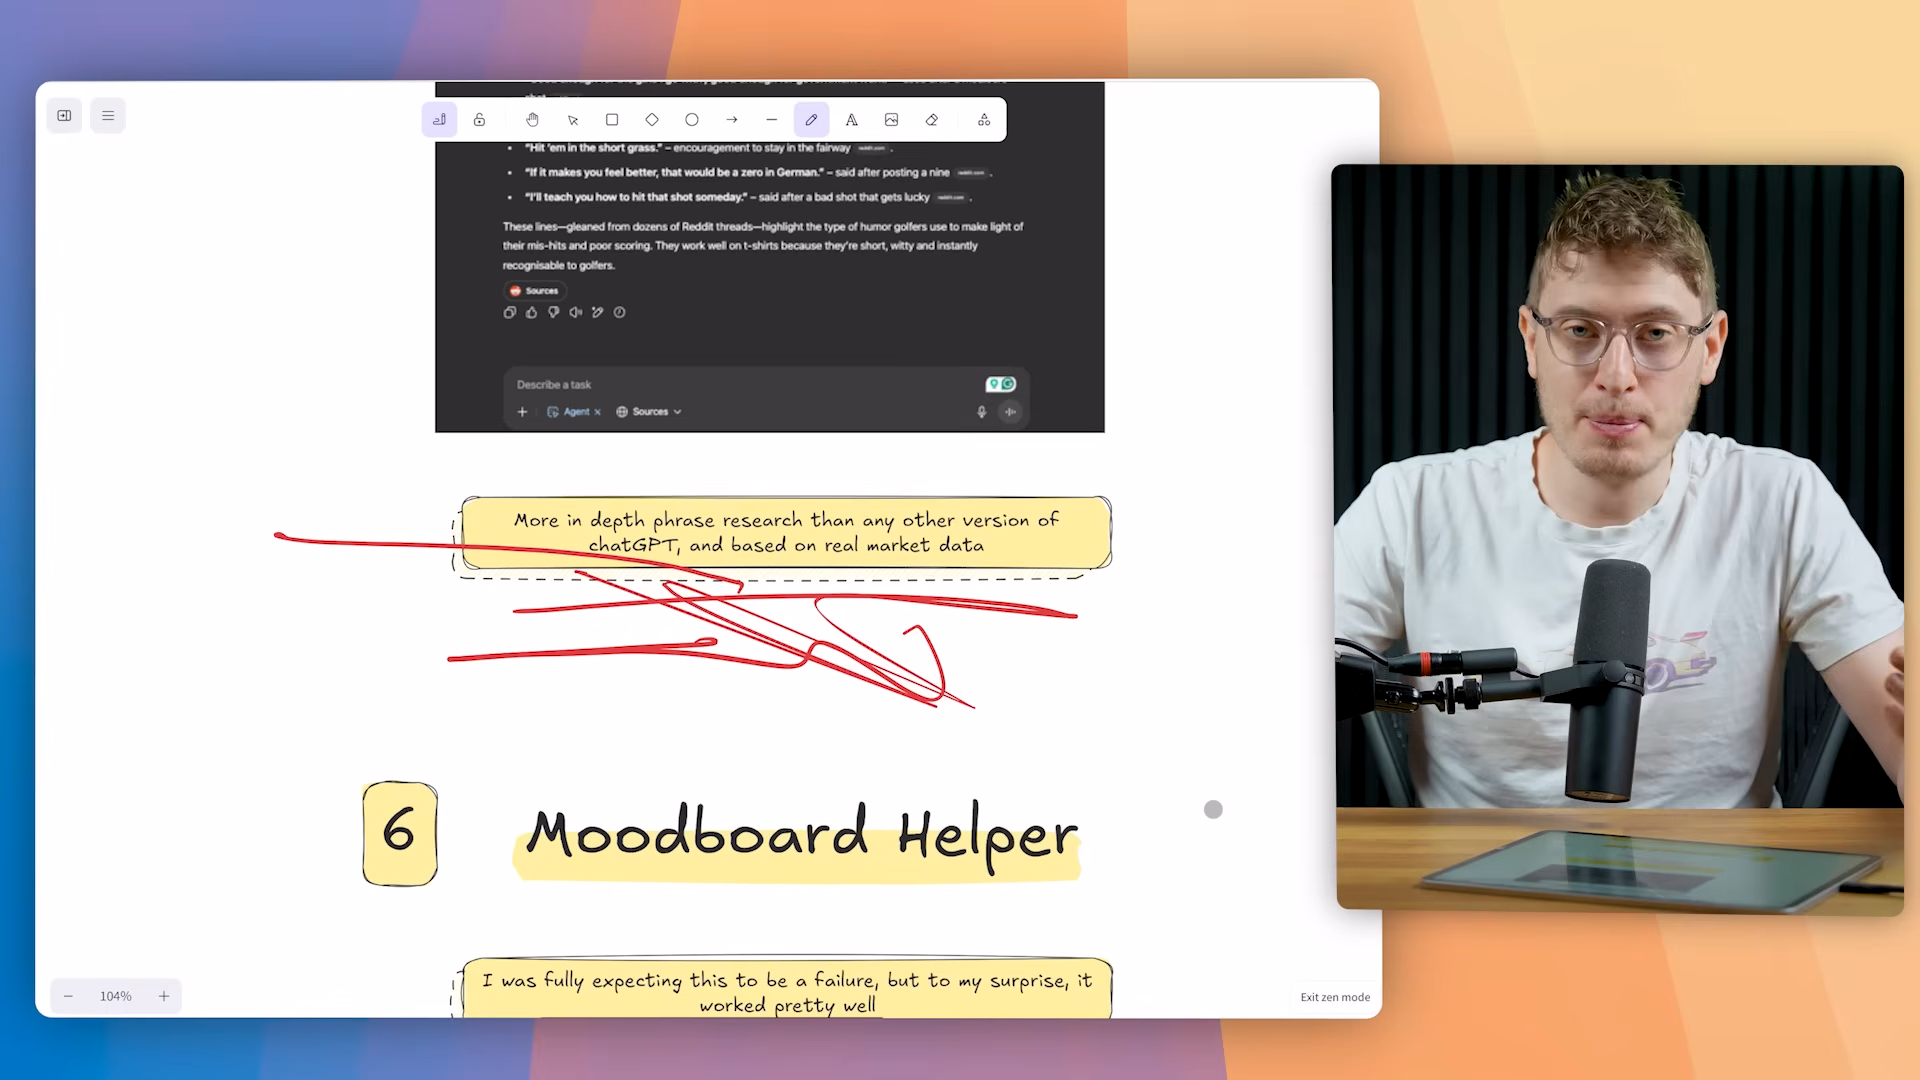 "Hit 'em in the short grass." – encouragement to stay in the fairway reddit.com .
"If it makes you feel better, that would be a zero in German." – said after posting a nine reddit.com .
"I'll teach you how to hit that shot someday." – said after a bad shot that gets lucky reddit.com .
These lines—gleaned from dozens of Reddit threads—highlight the type of humor golfers use to make light of
their mis-hits and poor scoring. They work well on t-shirts because they're short, witty and instantly
recognisable to golfers.
Sources
Describe a task
Agent × Sources
More in depth phrase research than any other version of
chatGPT, and based on real market data
6 Moodboard Helper
I was fully expecting this to be a failure, but to my surprise, it
worked pretty well
104%
Exit zen mode